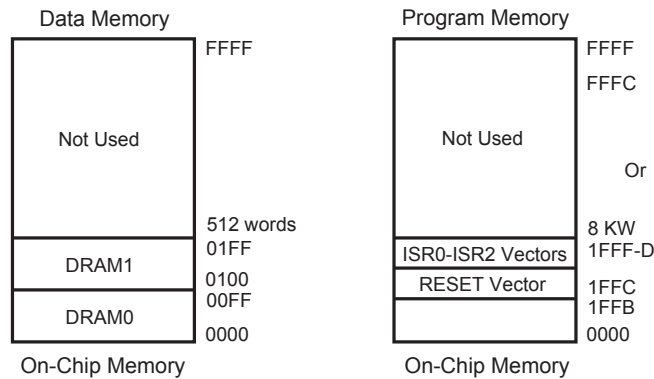 Data Memory
FFFF
Not Used
512 words
01FF
DRAM1
0100
00FF
DRAM0
0000
On-Chip Memory
Program Memory
FFFF
FFFC
Not Used
Or
8 KW
ISR0-ISR2 Vectors
1FFF-D
RESET Vector
1FFC
1FFB
0000
On-Chip Memory